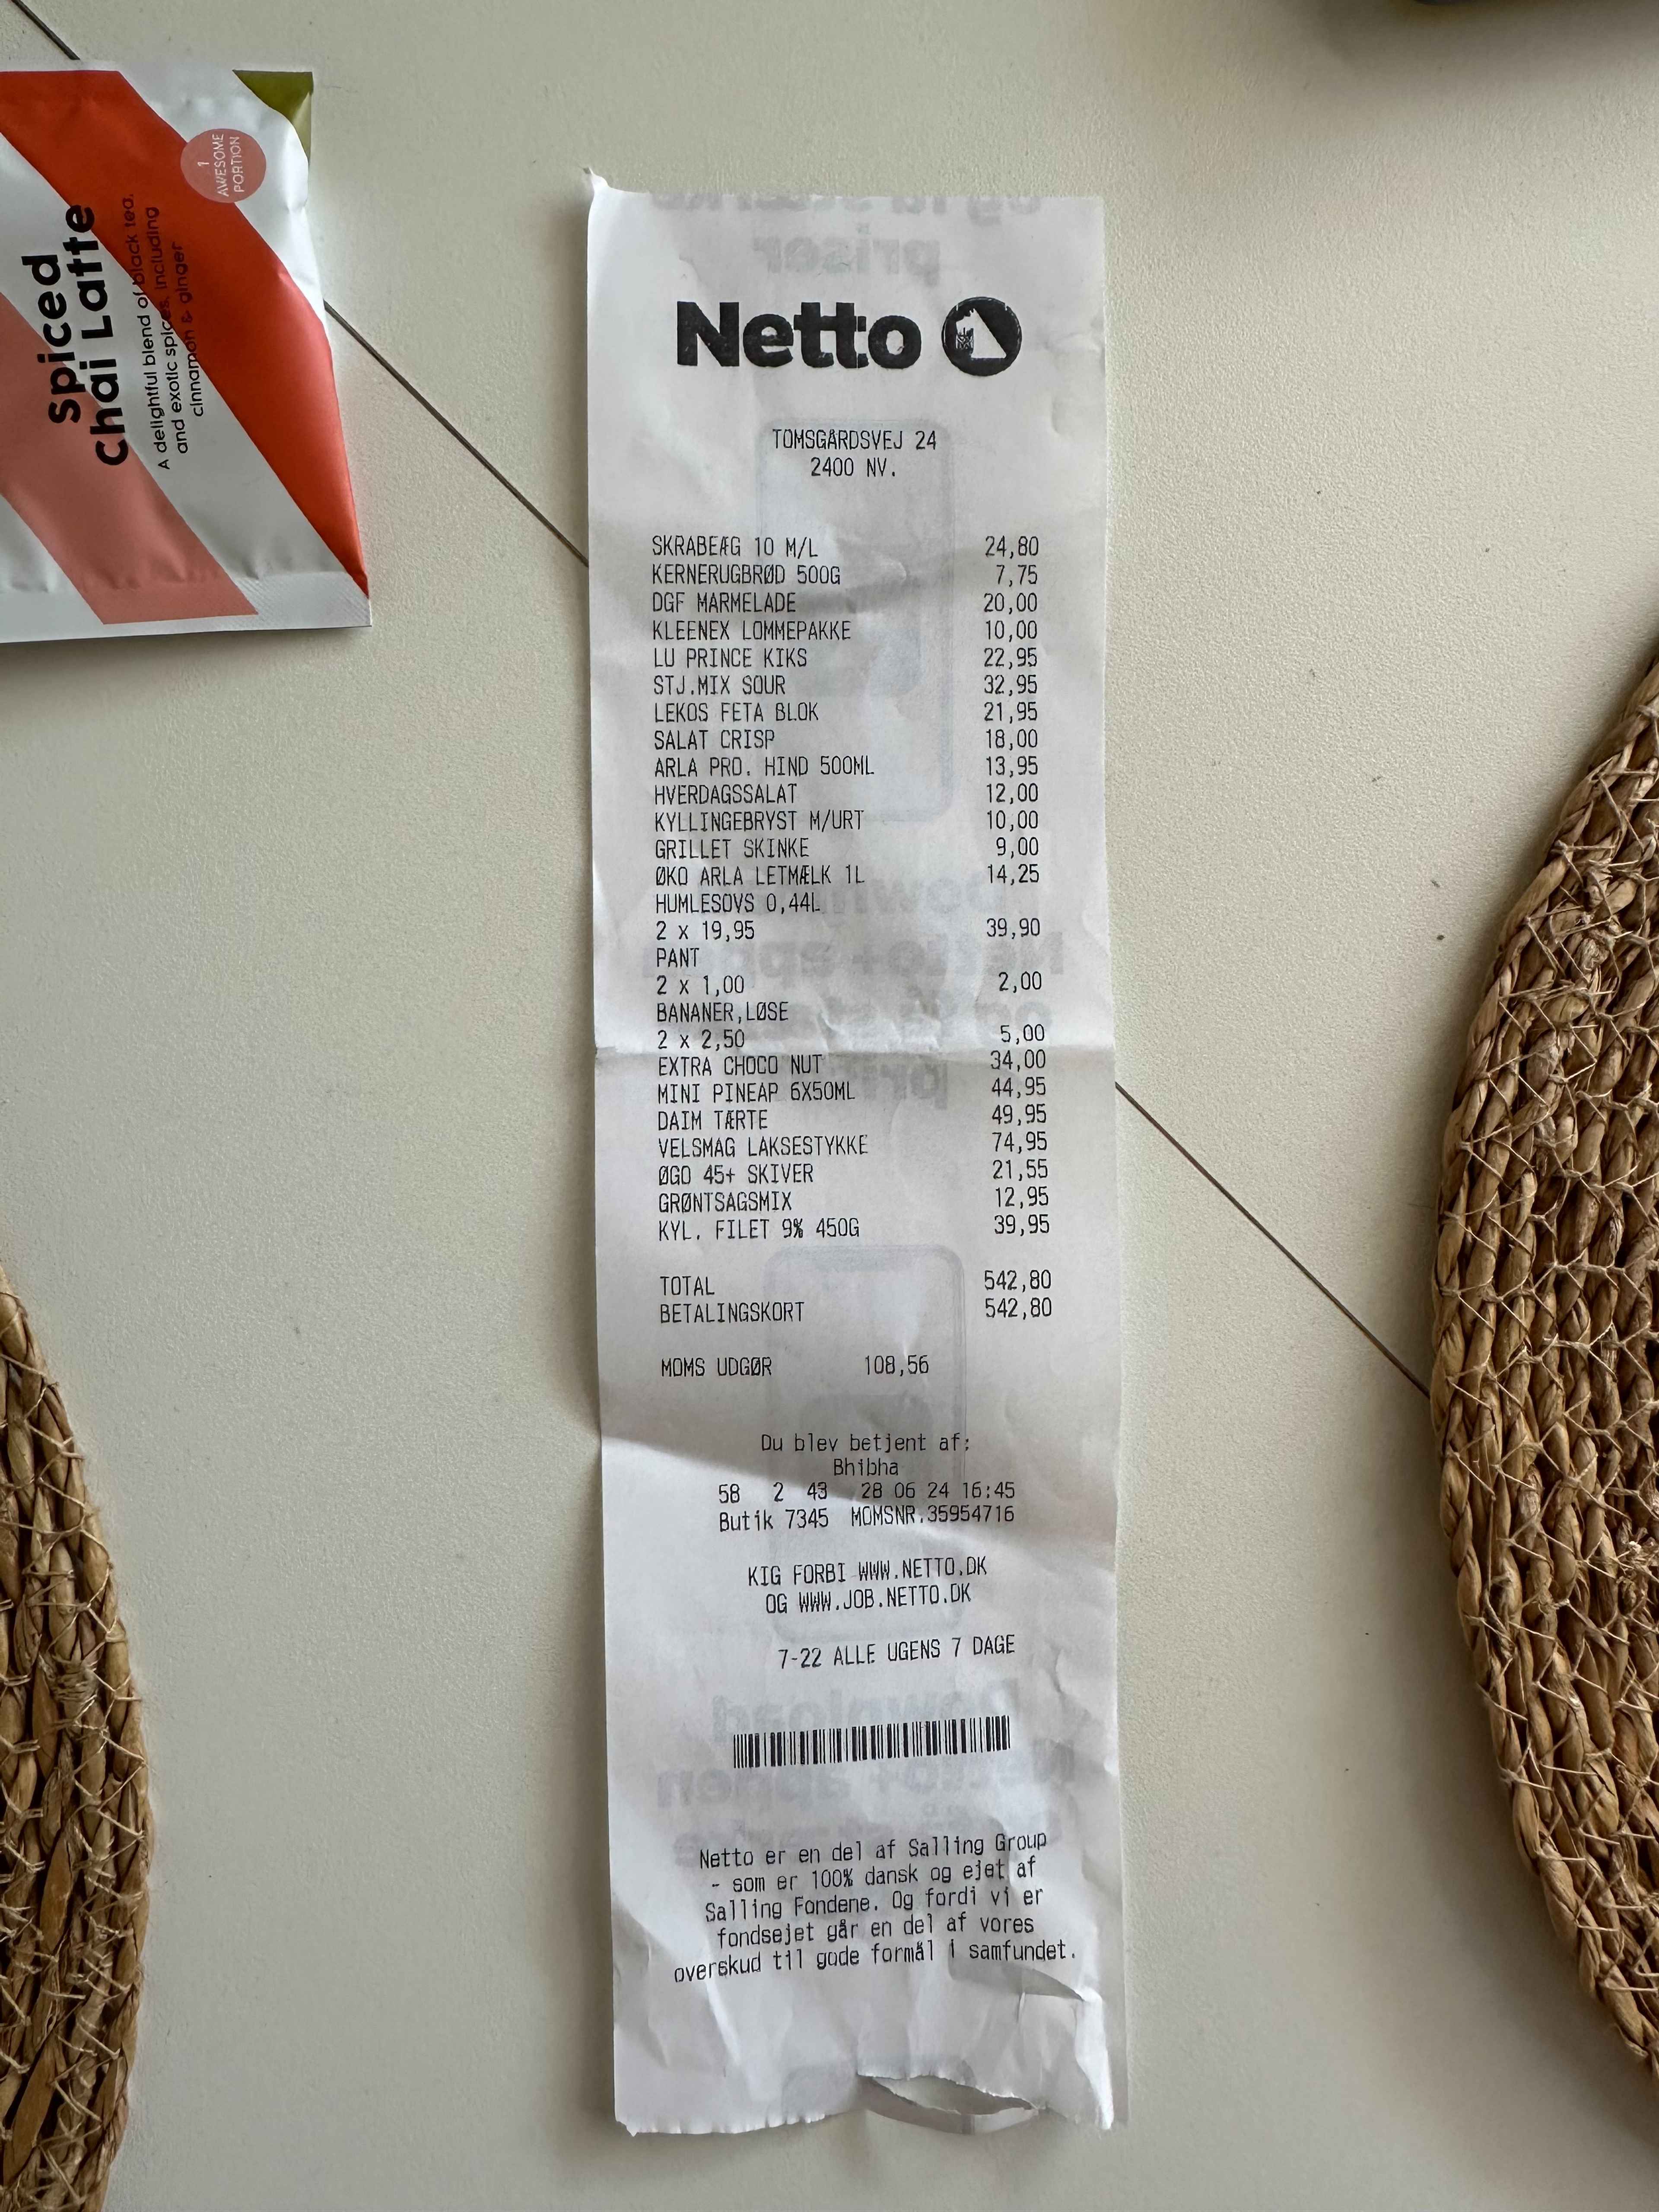 1
AWESOME
PORTION
spiced
chai Latte
A delightful blend of black tea,
and exotic spices, including
cinnamon & ginger
priser
Netto
TOMSGÅRDSVEJ 24
2400 NV.
SKRABEÆG 10 M/L 24,80
KERNERUGBRØD 500G 7,75
DGF MARMELADE 20,00
KLEENEX LOMMEPAKKE 10,00
LU PRINCE KIKS 22,95
STJ.MIX SOUR 32,95
LEKOS FETA BLOK 21,95
SALAT CRISP 18,00
ARLA PRO. HIND 500ML 13,95
HVERDAGSSALAT 12,00
KYLLINGEBRYST M/URT 10,00
GRILLET SKINKE 9,00
ØKO ARLA LETMÆLK 1L 14,25
HUMLESOVS 0,44L
2 x 19,95 39,90
PANT
2 x 1,00 2,00
BANANER,LØSE
2 x 2,50 5,00
EXTRA CHOCO NUT 34,00
MINI PINEAP 6X50ML 44,95
DAIM TÆRTE 49,95
VELSMAG LAKSESTYKKE 74,95
ØGO 45+ SKIVER 21,55
GRØNTSAGSMIX 12,95
KYL. FILET 9% 450G 39,95
TOTAL 542,80
BETALINGSKORT 542,80
MOMS UDGØR 108,56
Du blev betjent af:
Bhibha
58 2 43 28 06 24 16:45
Butik 7345 MOMSNR.35954716
KIG FORBI WWW.NETTO.DK
OG WWW.JOB.NETTO.DK
7-22 ALLE UGENS 7 DAGE
Download
Netto er en del af Salling Group
- som er 100% dansk og ejet af
Salling Fondene. Og fordi vi er
fondsejet går en del af vores
overskud til gode formål i samfundet.